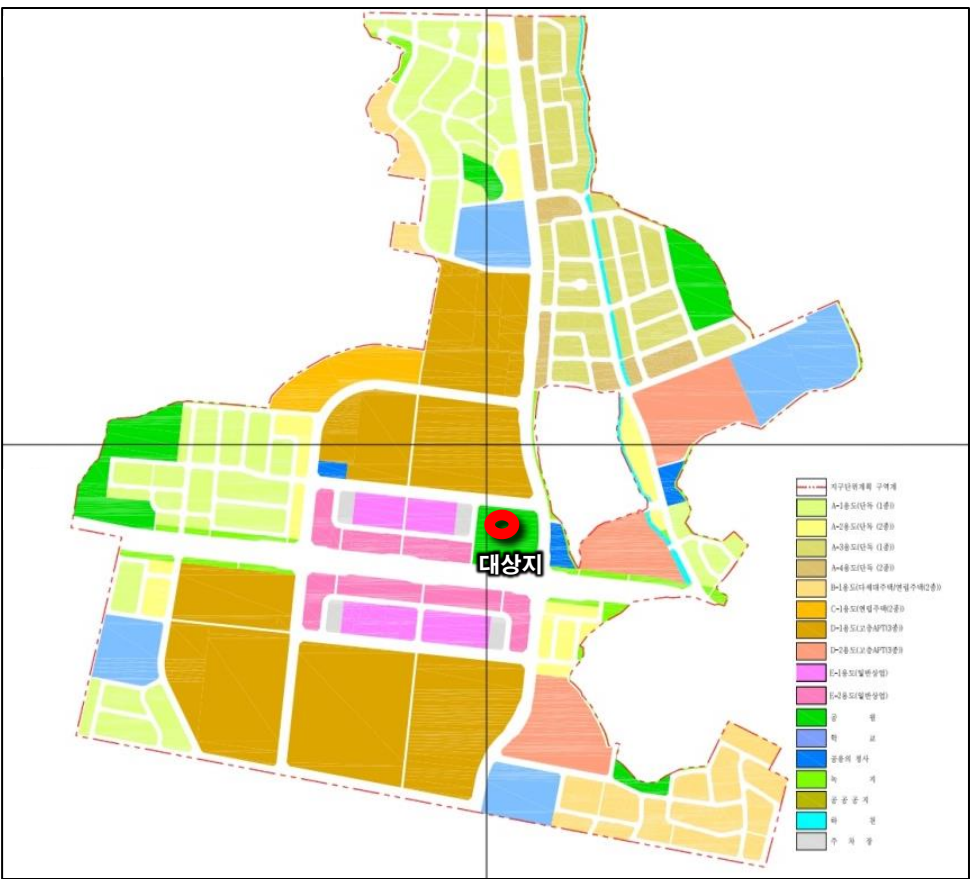 대상지
지구단위계획 구역계
A-1용도(단독 (1종))
A-2용도(단독 (2종))
A-3용도(단독 (1종))
A-4용도(단독 (2종))
B-1용도(다세대주택/연립주택(2종))
C-1용도(연립주택(2종))
D-1용도(고층APT(3종))
D-2용도(고층APT(3종))
E-1용도(일반상업)
E-2용도(일반상업)
공 원
학 교
공용의 청사
녹 지
공 공 공 지
하 천
주 차 장